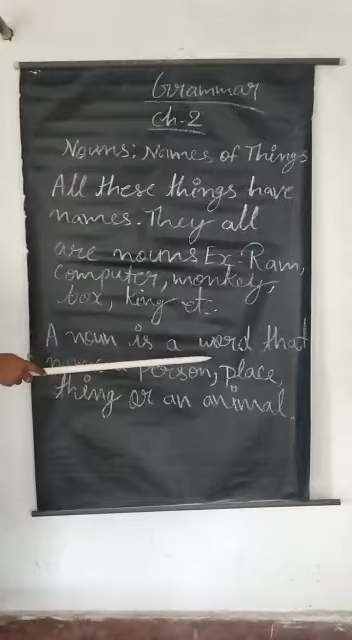 Grammar
Ch-2
Nouns: Names of Things
All these things have
names. They all
are nouns Ex- Ram,
computer, monkey,
box, king etc.
A noun is a word that
a person, place,
thing or an animal.